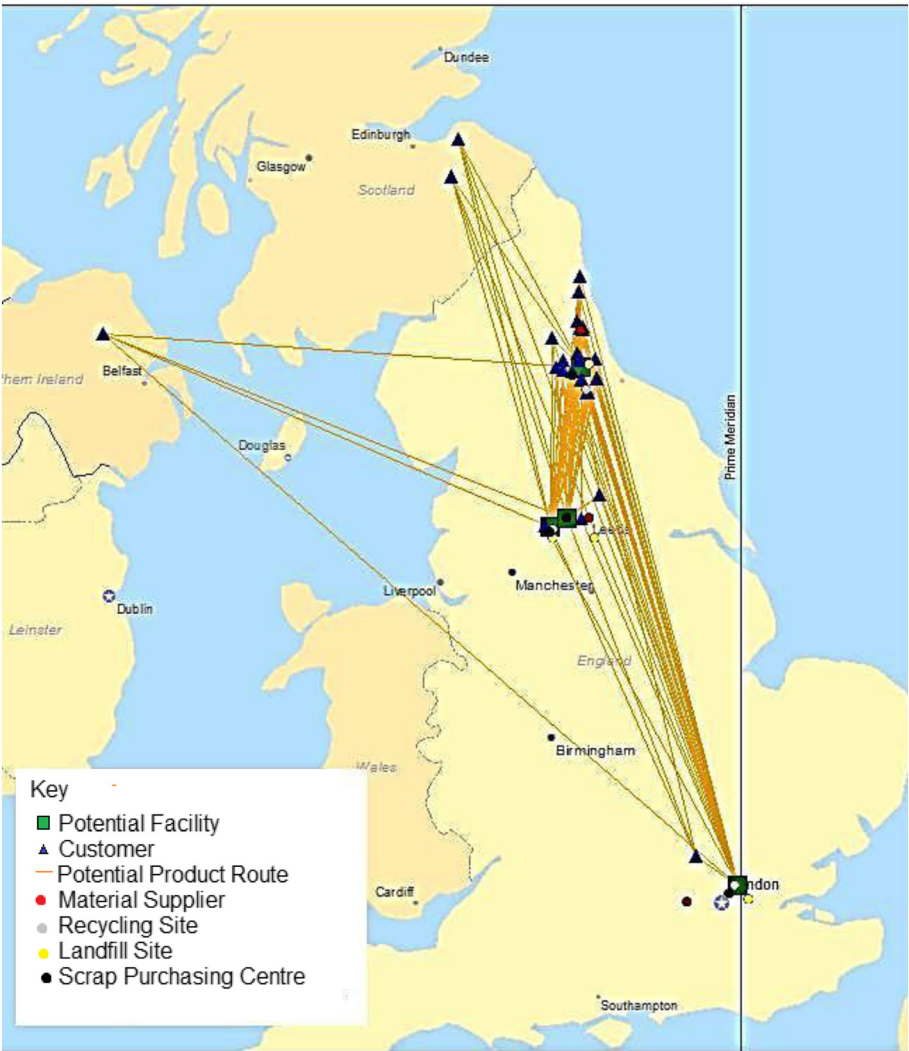 Dundee
Edinburgh
Glasgow
Scotland
Belfast
hern Ireland
Douglas
Prime Meridian
Leeds
Manchester
Liverpool
Dublin
Leinster
England
Birmingham
Wales
Key
Potential Facility
Customer
Potential Product Route
Material Supplier
Recycling Site
Landfill Site
Scrap Purchasing Centre
Cardiff
ndon
Southampton